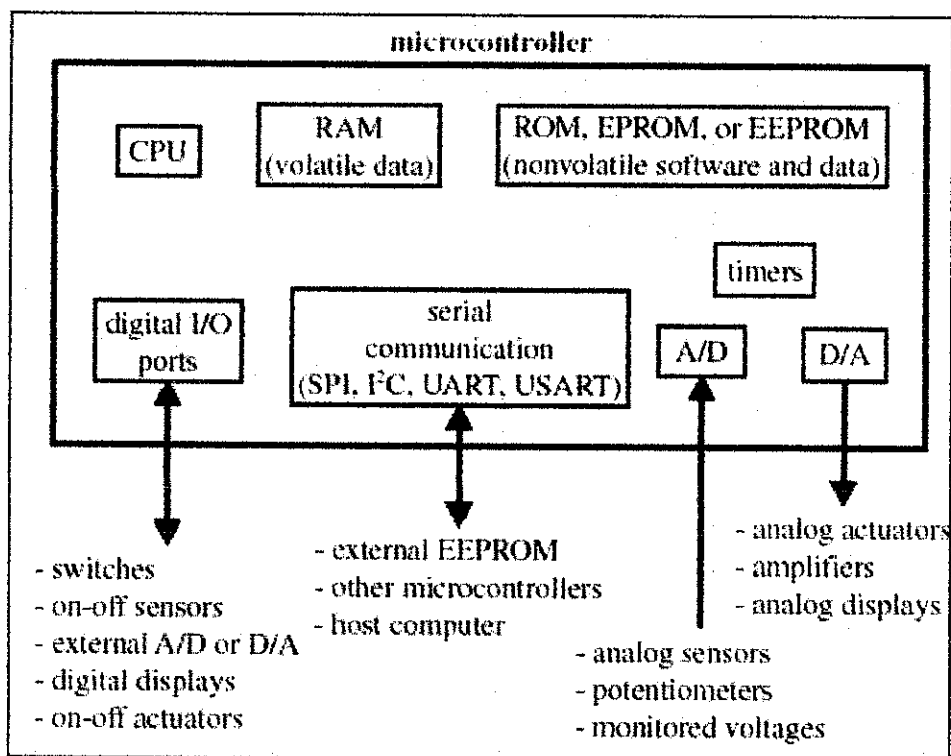 microcontroller
CPU
RAM
(volatile data)
ROM, EPROM, or EEPROM
(nonvolatile software and data)
timers
digital I/O
ports
serial
communication
(SPI, I²C, UART, USART)
A/D
D/A
- switches
- on-off sensors
- external A/D or D/A
- digital displays
- on-off actuators
- external EEPROM
- other microcontrollers
- host computer
- analog sensors
- potentiometers
- monitored voltages
- analog actuators
- amplifiers
- analog displays